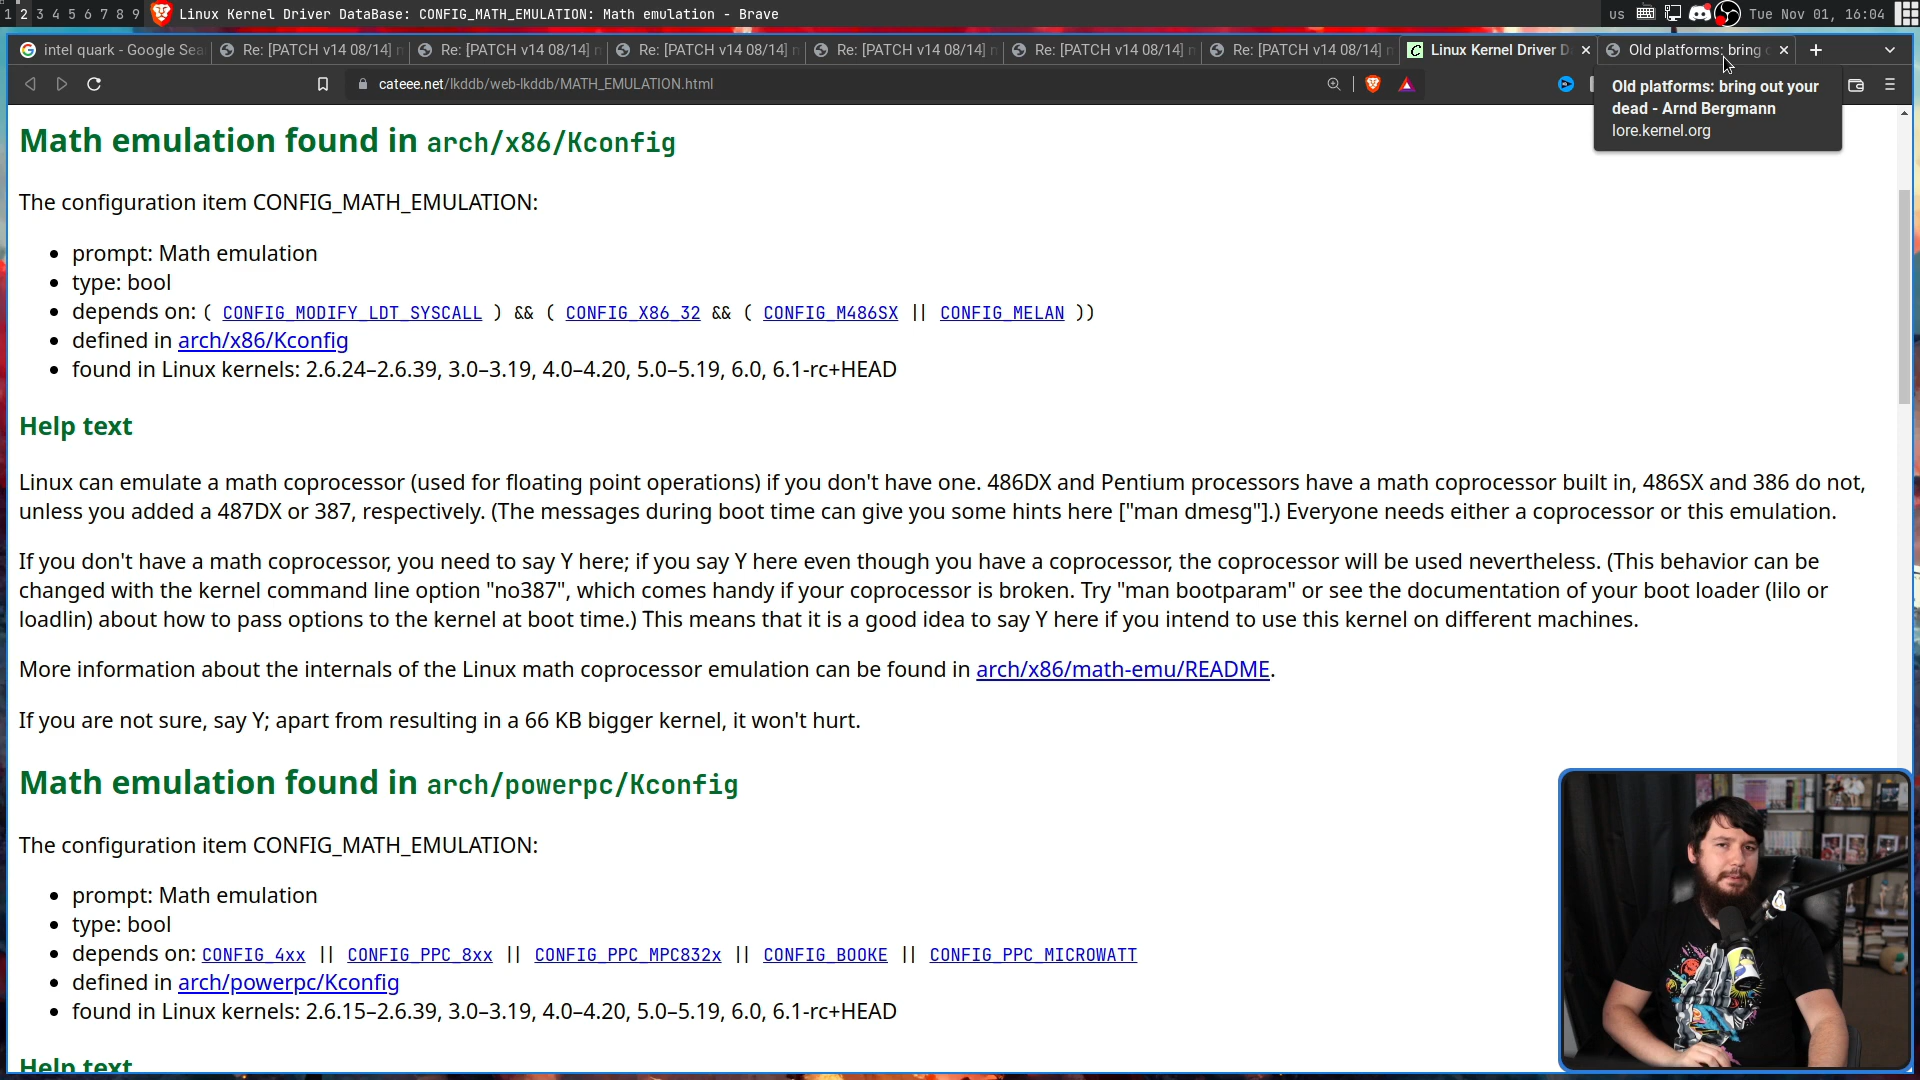 1 2 3 4 5 6 7 8 9 Linux Kernel Driver DataBase: CONFIG_MATH_EMULATION: Math emulation - Brave us Tue Nov 01, 16:04
intel quark - Google Sea Re: [PATCH v14 08/14] n Re: [PATCH v14 08/14] n Re: [PATCH v14 08/14] n Re: [PATCH v14 08/14] n Re: [PATCH v14 08/14] n Re: [PATCH v14 08/14] n Linux Kernel Driver D Old platforms: bring o
cateee.net/lkddb/web-lkddb/MATH_EMULATION.html
Old platforms: bring out your
dead - Arnd Bergmann
lore.kernel.org
Math emulation found in arch/x86/Kconfig
The configuration item CONFIG_MATH_EMULATION:
• prompt: Math emulation
• type: bool
• depends on: ( CONFIG_MODIFY_LDT_SYSCALL ) && ( CONFIG_X86_32 && ( CONFIG_M486SX || CONFIG_MELAN ))
• defined in arch/x86/Kconfig
• found in Linux kernels: 2.6.24–2.6.39, 3.0–3.19, 4.0–4.20, 5.0–5.19, 6.0, 6.1-rc+HEAD
Help text
Linux can emulate a math coprocessor (used for floating point operations) if you don't have one. 486DX and Pentium processors have a math coprocessor built in, 486SX and 386 do not,
unless you added a 487DX or 387, respectively. (The messages during boot time can give you some hints here ["man dmesg"].) Everyone needs either a coprocessor or this emulation.
If you don't have a math coprocessor, you need to say Y here; if you say Y here even though you have a coprocessor, the coprocessor will be used nevertheless. (This behavior can be
changed with the kernel command line option "no387", which comes handy if your coprocessor is broken. Try "man bootparam" or see the documentation of your boot loader (lilo or
loadlin) about how to pass options to the kernel at boot time.) This means that it is a good idea to say Y here if you intend to use this kernel on different machines.
More information about the internals of the Linux math coprocessor emulation can be found in arch/x86/math-emu/README.
If you are not sure, say Y; apart from resulting in a 66 KB bigger kernel, it won't hurt.
Math emulation found in arch/powerpc/Kconfig
The configuration item CONFIG_MATH_EMULATION:
• prompt: Math emulation
• type: bool
• depends on: CONFIG_4xx || CONFIG_PPC_8xx || CONFIG_PPC_MPC832x || CONFIG_BOOKE || CONFIG_PPC_MICROWATT
• defined in arch/powerpc/Kconfig
• found in Linux kernels: 2.6.15–2.6.39, 3.0–3.19, 4.0–4.20, 5.0–5.19, 6.0, 6.1-rc+HEAD
Help text